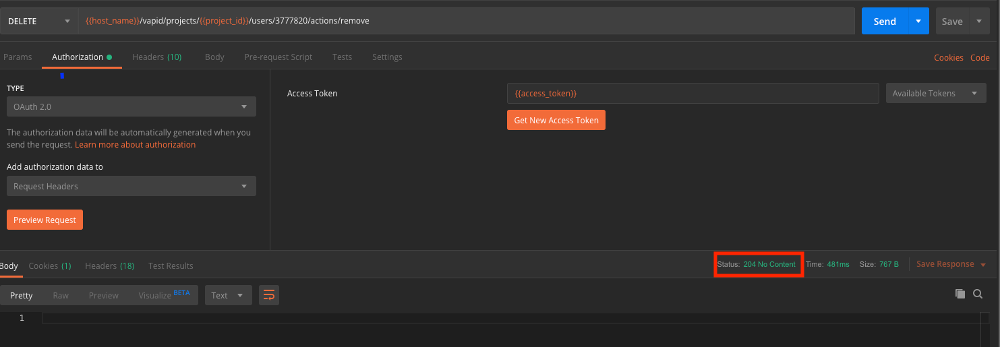 DELETE {{host_name}}/vapid/projects/{{project_id}}/users/3777820/actions/remove Send Save
Params Authorization Headers (10) Body Pre-request Script Tests Settings Cookies Code
TYPE
OAuth 2.0
The authorization data will be automatically generated when you
send the request. Learn more about authorization
Add authorization data to
Request Headers
Preview Request
Access Token {{access_token}} Available Tokens
Get New Access Token
Body Cookies (1) Headers (18) Test Results Status: 204 No Content Time: 481ms Size: 767 B Save Response
Pretty Raw Preview Visualize BETA Text
1